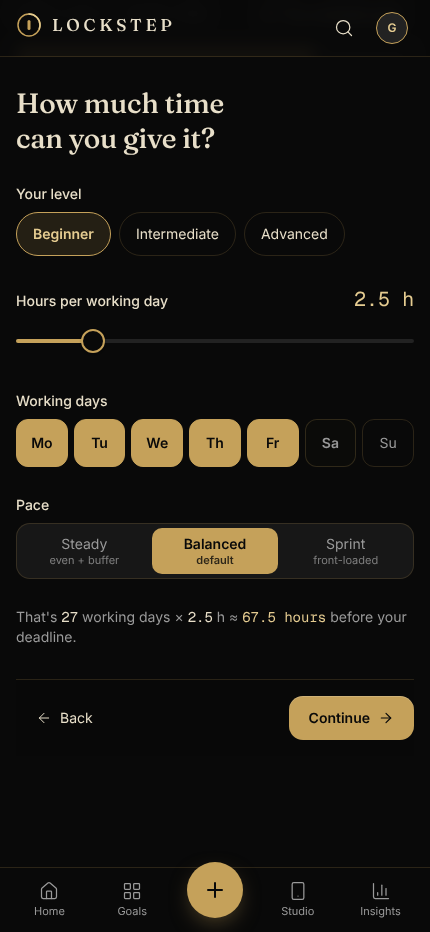 LOCKSTEP
G
How much time
can you give it?
Your level
Beginner
Intermediate
Advanced
Hours per working day
2.5 h
Working days
Mo
Tu
We
Th
Fr
Sa
Su
Pace
Steady
even + buffer
Balanced
default
Sprint
front-loaded
That's 27 working days × 2.5 h ≈ 67.5 hours before your
deadline.
Back
Continue
Home
Goals
Studio
Insights